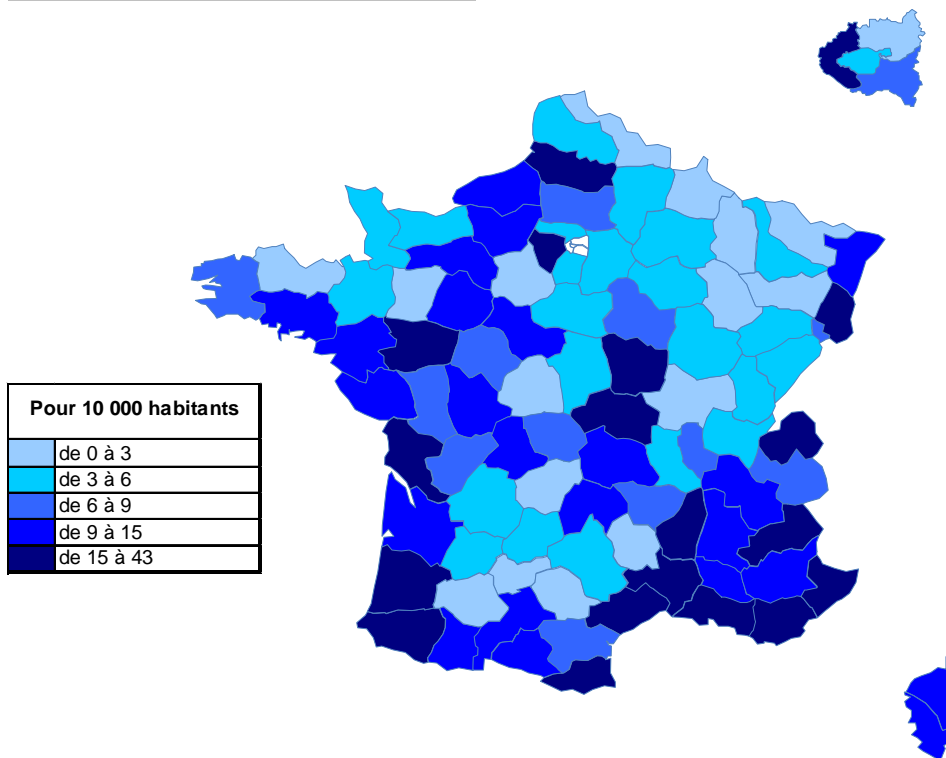 Pour 10 000 habitants
de 0 à 3
de 3 à 6
de 6 à 9
de 9 à 15
de 15 à 43